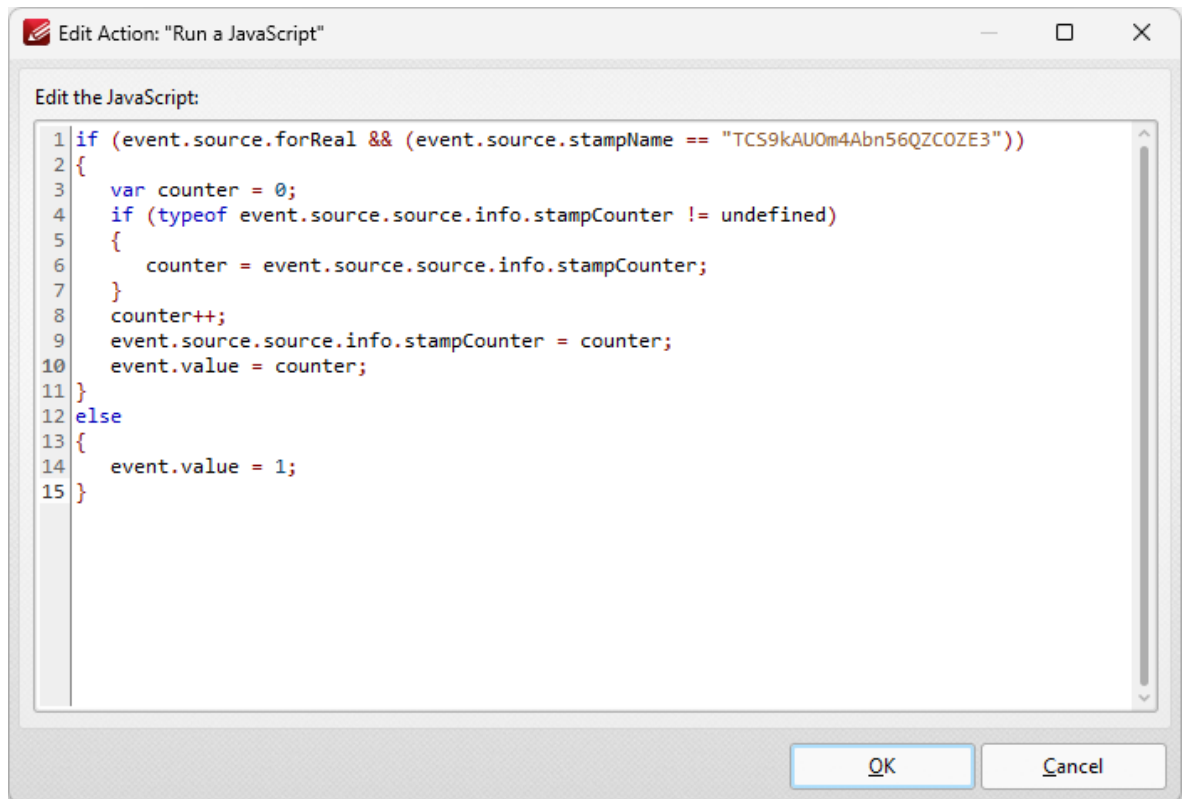 Edit Action: "Run a JavaScript"
Edit the JavaScript:
1 if (event.source.forReal && (event.source.stampName == "TCS9kAUOm4Abn56QZCOZE3"))
2 {
3    var counter = 0;
4    if (typeof event.source.source.info.stampCounter != undefined)
5    {
6       counter = event.source.source.info.stampCounter;
7    }
8    counter++;
9    event.source.source.info.stampCounter = counter;
10    event.value = counter;
11 }
12 else
13 {
14    event.value = 1;
15 }
OK Cancel